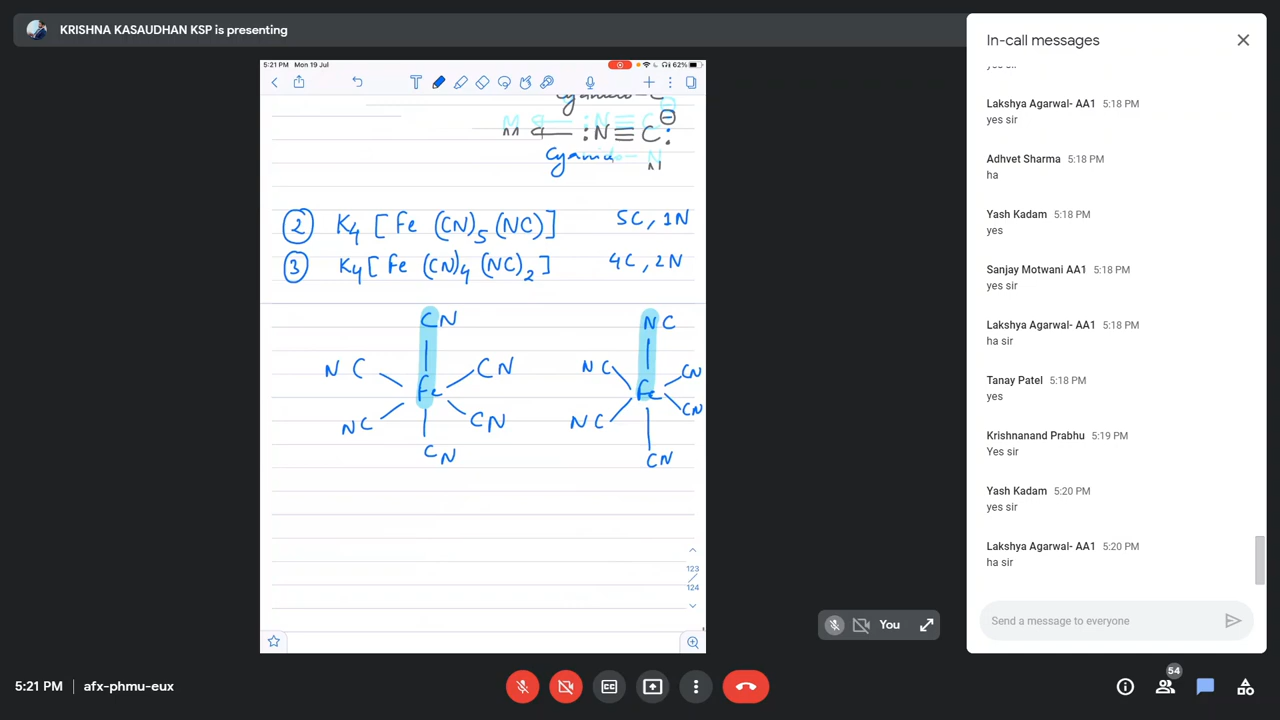 KRISHNA KASAUDHAN KSP is presenting
5:21 PM Mon 19 Jul
62%
M ⇐ :N≡C
M ⇐ :N≡C:⊖
Cyanido-N
② K₄[Fe(CN)₅(NC)] 5C, 1N
③ K₄[Fe(CN)₄(NC)₂] 4C, 2N
CN
NC CN
Fe
NC CN
CN
NC
NC CN
Fe
NC CN
CN
123
124
In-call messages
Lakshya Agarwal- AA1 5:18 PM
yes sir
Adhvet Sharma 5:18 PM
ha
Yash Kadam 5:18 PM
yes
Sanjay Motwani AA1 5:18 PM
yes sir
Lakshya Agarwal- AA1 5:18 PM
ha sir
Tanay Patel 5:18 PM
yes
Krishnanand Prabhu 5:19 PM
Yes sir
Yash Kadam 5:20 PM
yes sir
Lakshya Agarwal- AA1 5:20 PM
ha sir
Send a message to everyone
You
5:21 PM | afx-phmu-eux
54